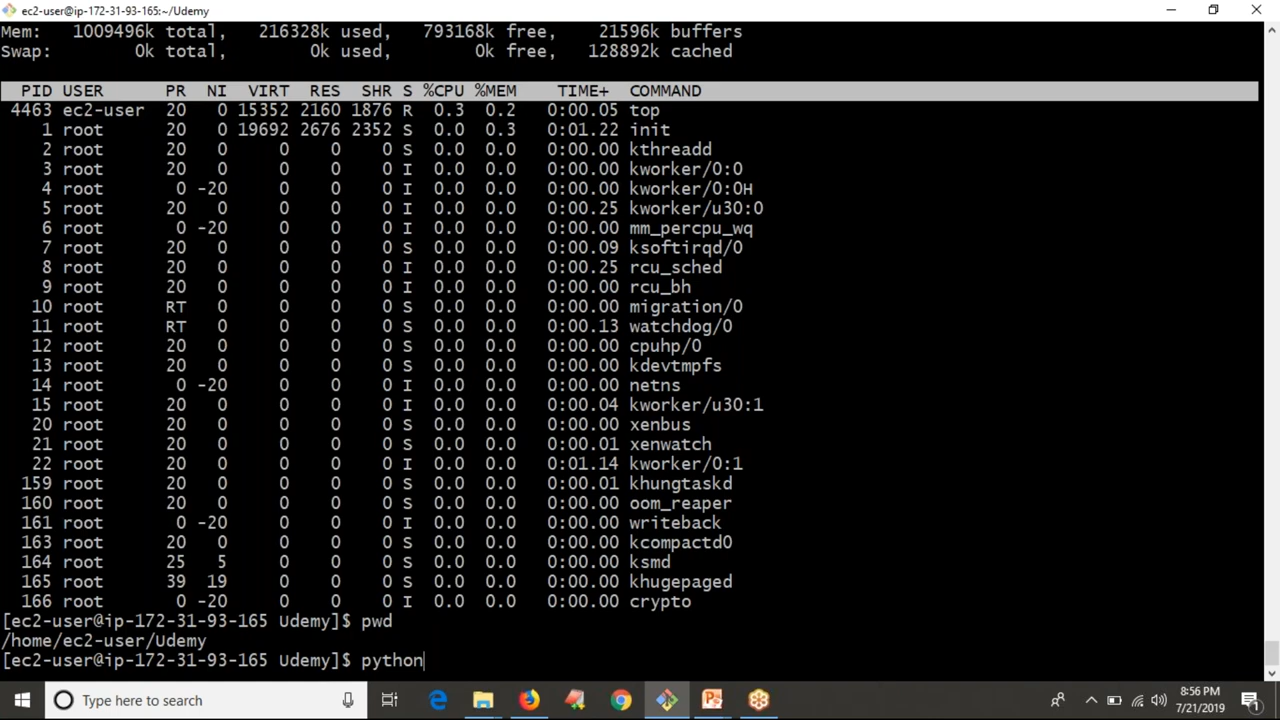 ec2-user@ip-172-31-93-165:~/Udemy
Mem:   1009496k total,   216328k used,   793168k free,    21596k buffers
Swap:        0k total,        0k used,        0k free,   128892k cached
PID USER      PR  NI    VIRT  RES  SHR S %CPU %MEM    TIME+  COMMAND
4463 ec2-user  20   0 15352 2160 1876 R  0.3  0.2   0:00.05 top
1 root      20   0 19692 2676 2352 S  0.0  0.3   0:01.22 init
2 root      20   0     0    0    0 S  0.0  0.0   0:00.00 kthreadd
3 root      20   0     0    0    0 I  0.0  0.0   0:00.00 kworker/0:0
4 root       0 -20     0    0    0 I  0.0  0.0   0:00.00 kworker/0:0H
5 root      20   0     0    0    0 I  0.0  0.0   0:00.25 kworker/u30:0
6 root       0 -20     0    0    0 I  0.0  0.0   0:00.00 mm_percpu_wq
7 root      20   0     0    0    0 S  0.0  0.0   0:00.09 ksoftirqd/0
8 root      20   0     0    0    0 I  0.0  0.0   0:00.25 rcu_sched
9 root      20   0     0    0    0 I  0.0  0.0   0:00.00 rcu_bh
10 root      RT   0     0    0    0 S  0.0  0.0   0:00.00 migration/0
11 root      RT   0     0    0    0 S  0.0  0.0   0:00.13 watchdog/0
12 root      20   0     0    0    0 S  0.0  0.0   0:00.00 cpuhp/0
13 root      20   0     0    0    0 S  0.0  0.0   0:00.00 kdevtmpfs
14 root       0 -20     0    0    0 I  0.0  0.0   0:00.00 netns
15 root      20   0     0    0    0 I  0.0  0.0   0:00.04 kworker/u30:1
20 root      20   0     0    0    0 S  0.0  0.0   0:00.00 xenbus
21 root      20   0     0    0    0 S  0.0  0.0   0:00.01 xenwatch
22 root      20   0     0    0    0 I  0.0  0.0   0:01.14 kworker/0:1
159 root      20   0     0    0    0 S  0.0  0.0   0:00.01 khungtaskd
160 root      20   0     0    0    0 S  0.0  0.0   0:00.00 oom_reaper
161 root       0 -20     0    0    0 I  0.0  0.0   0:00.00 writeback
163 root      20   0     0    0    0 S  0.0  0.0   0:00.00 kcompactd0
164 root      25   5     0    0    0 S  0.0  0.0   0:00.00 ksmd
165 root      39  19     0    0    0 S  0.0  0.0   0:00.00 khugepaged
166 root       0 -20     0    0    0 I  0.0  0.0   0:00.00 crypto
[ec2-user@ip-172-31-93-165 Udemy]$ pwd
/home/ec2-user/Udemy
[ec2-user@ip-172-31-93-165 Udemy]$ python
Type here to search
8:56 PM
7/21/2019
1